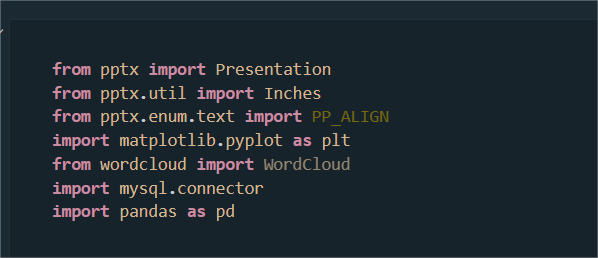 from pptx import Presentation
from pptx.util import Inches
from pptx.enum.text import PP_ALIGN
import matplotlib.pyplot as plt
from wordcloud import WordCloud
import mysql.connector
import pandas as pd